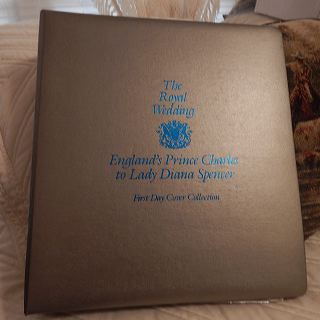 The
Royal
Wedding
England's Prince Charles
to Lady Diana Spencer
First Day Cover Collection